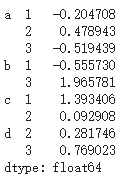 a 1 -0.204708
2 0.478943
3 -0.519439
b 1 -0.555730
3 1.965781
c 1 1.393406
2 0.092908
d 2 0.281746
3 0.769023
dtype: float64